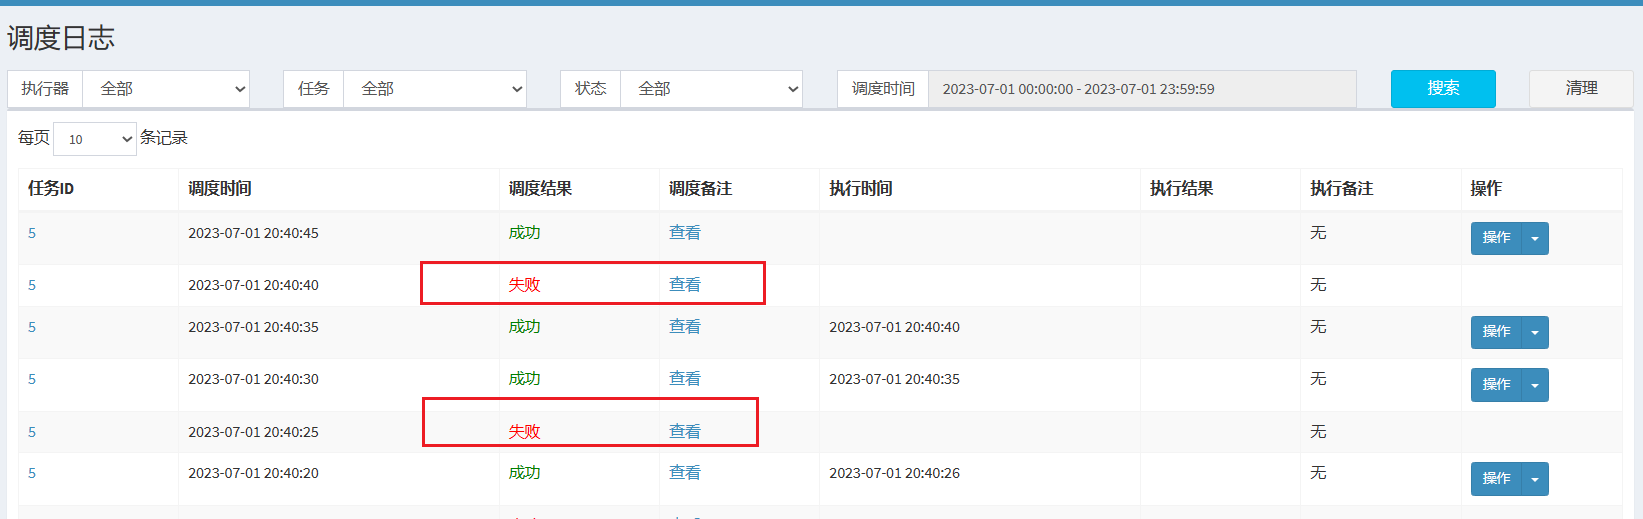 调度日志
执行器 全部 任务 全部 状态 全部 调度时间 2023-07-01 00:00:00 - 2023-07-01 23:59:59 搜索 清理
每页 10 条记录
任务ID 调度时间 调度结果 调度备注 执行时间 执行结果 执行备注 操作
5 2023-07-01 20:40:45 成功 查看 无 操作
5 2023-07-01 20:40:40 失败 查看 无
5 2023-07-01 20:40:35 成功 查看 2023-07-01 20:40:40 无 操作
5 2023-07-01 20:40:30 成功 查看 2023-07-01 20:40:35 无 操作
5 2023-07-01 20:40:25 失败 查看 无
5 2023-07-01 20:40:20 成功 查看 2023-07-01 20:40:26 无 操作